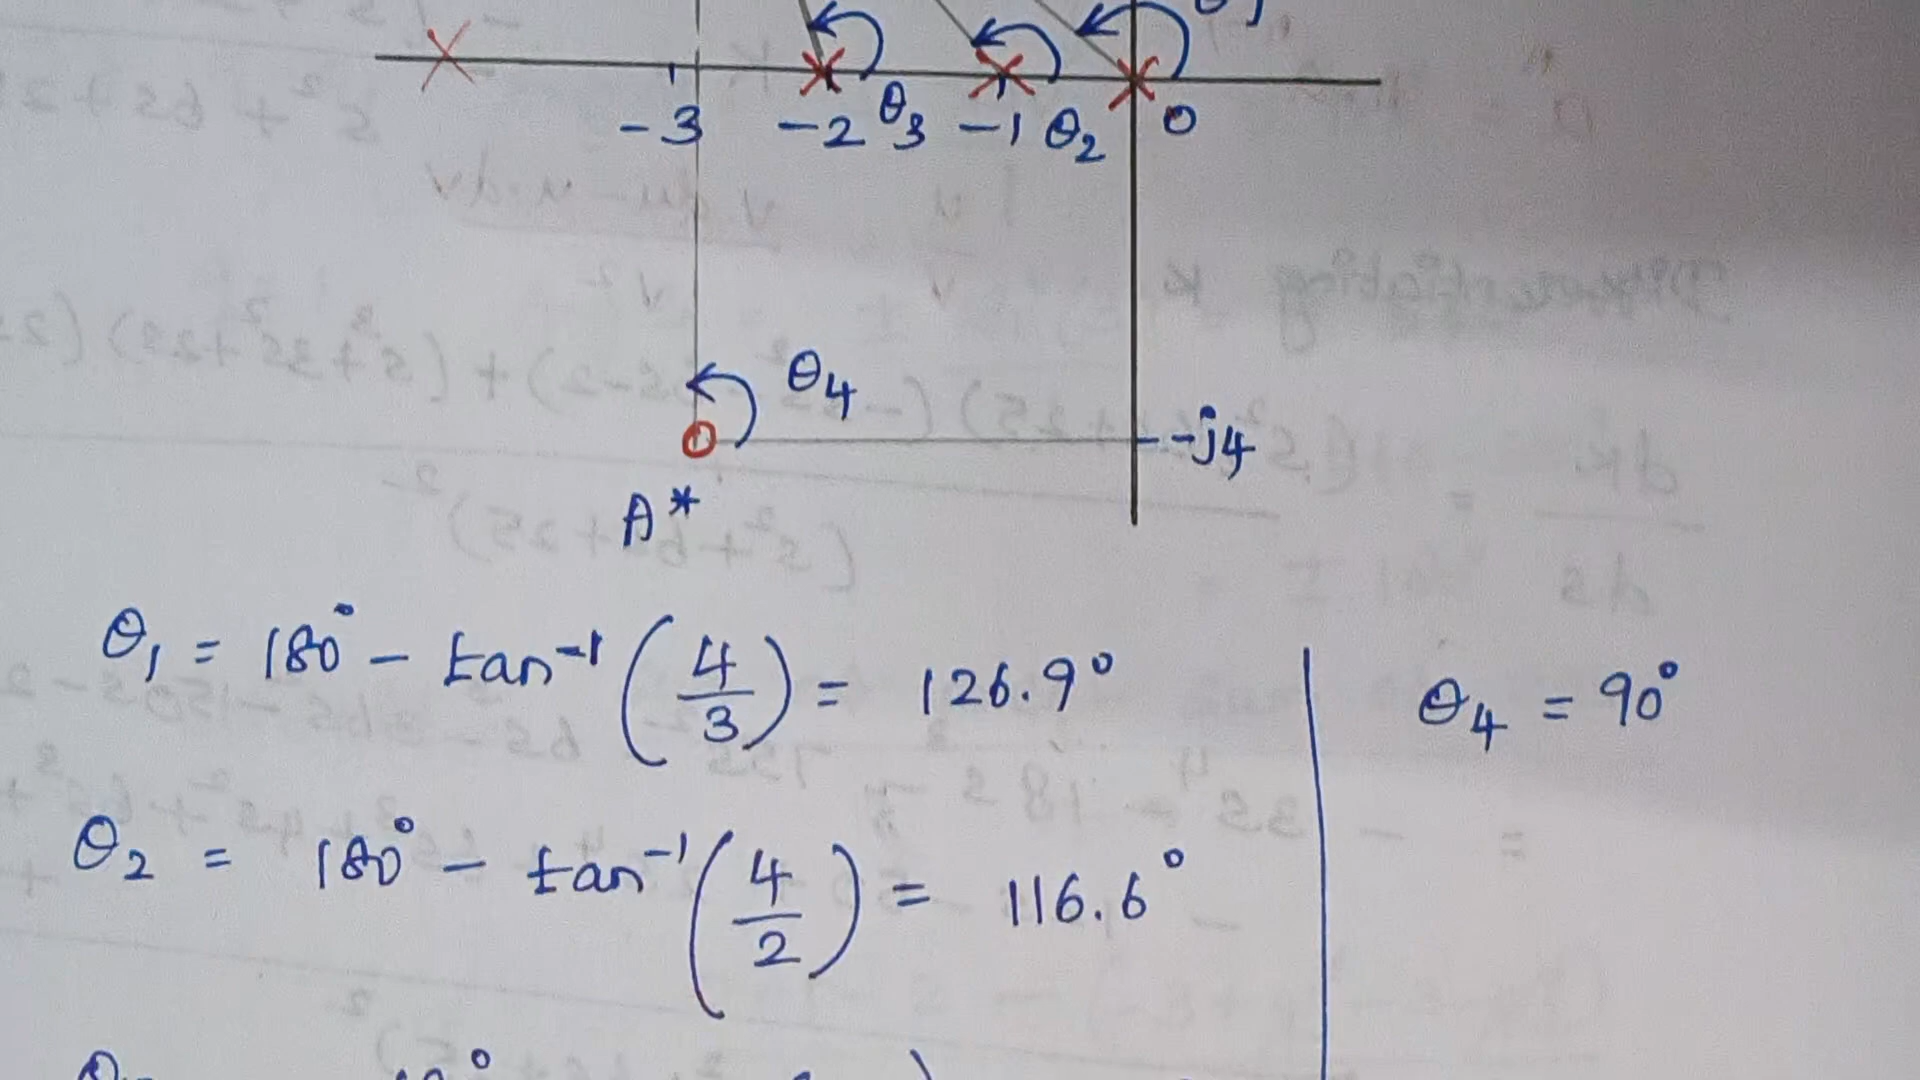 -3 -2 θ3 -1 θ2 0
θ4
-j4
A*
θ1 = 180° - tan⁻¹(4/3) = 126.9°
θ4 = 90°
θ2 = 180° - tan⁻¹(4/2) = 116.6°